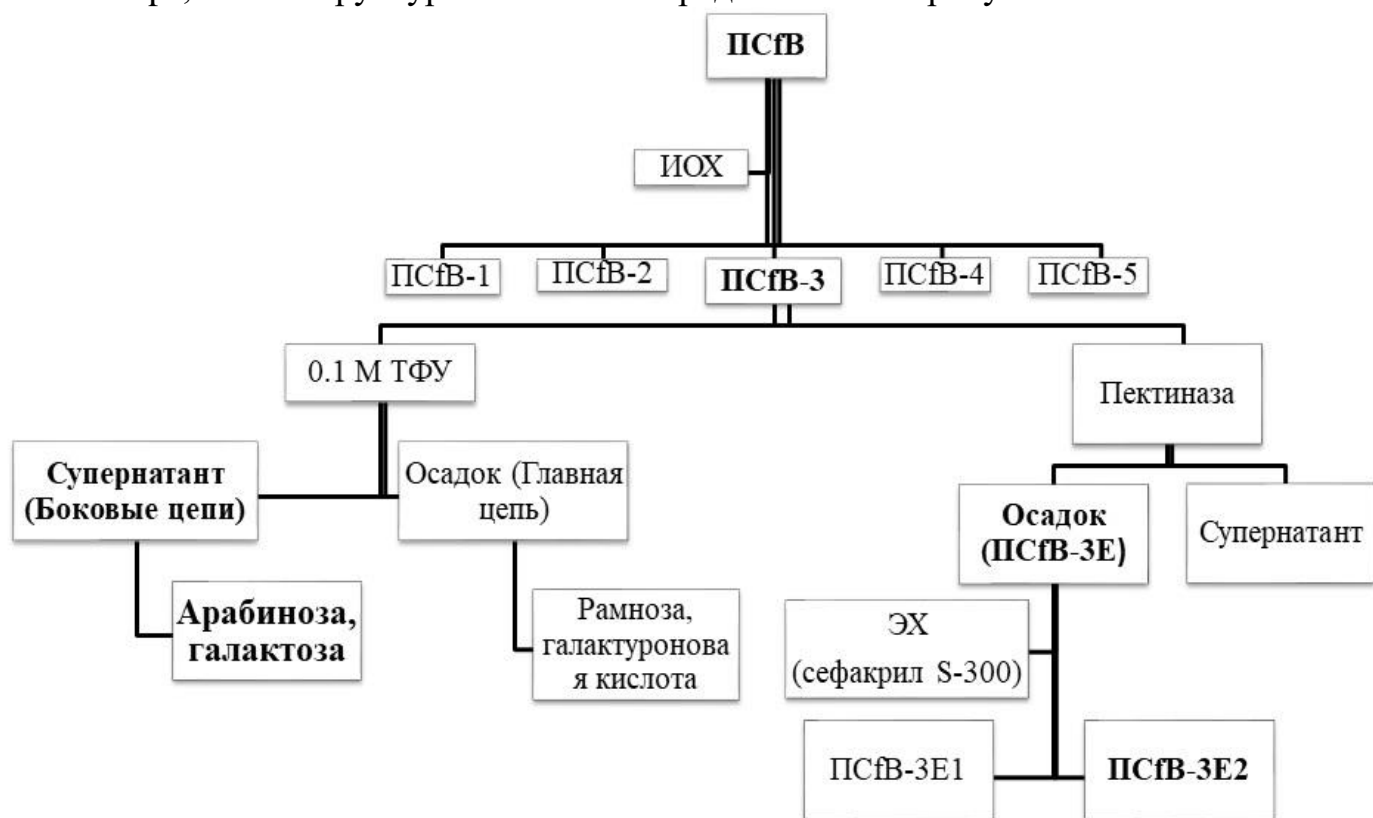 ПСfВ
ИОХ
ПСfВ-1
ПСfВ-2
ПСfВ-3
ПСfВ-4
ПСfВ-5
0.1 М ТФУ
Пектиназа
Супернатант
(Боковые цепи)
Осадок (Главная
цепь)
Осадок
(ПСfВ-3Е)
Супернатант
Арабиноза,
галактоза
Рамноза,
галактуронова
я кислота
ЭХ
(сефакрил S-300)
ПСfВ-3Е1
ПСfВ-3Е2